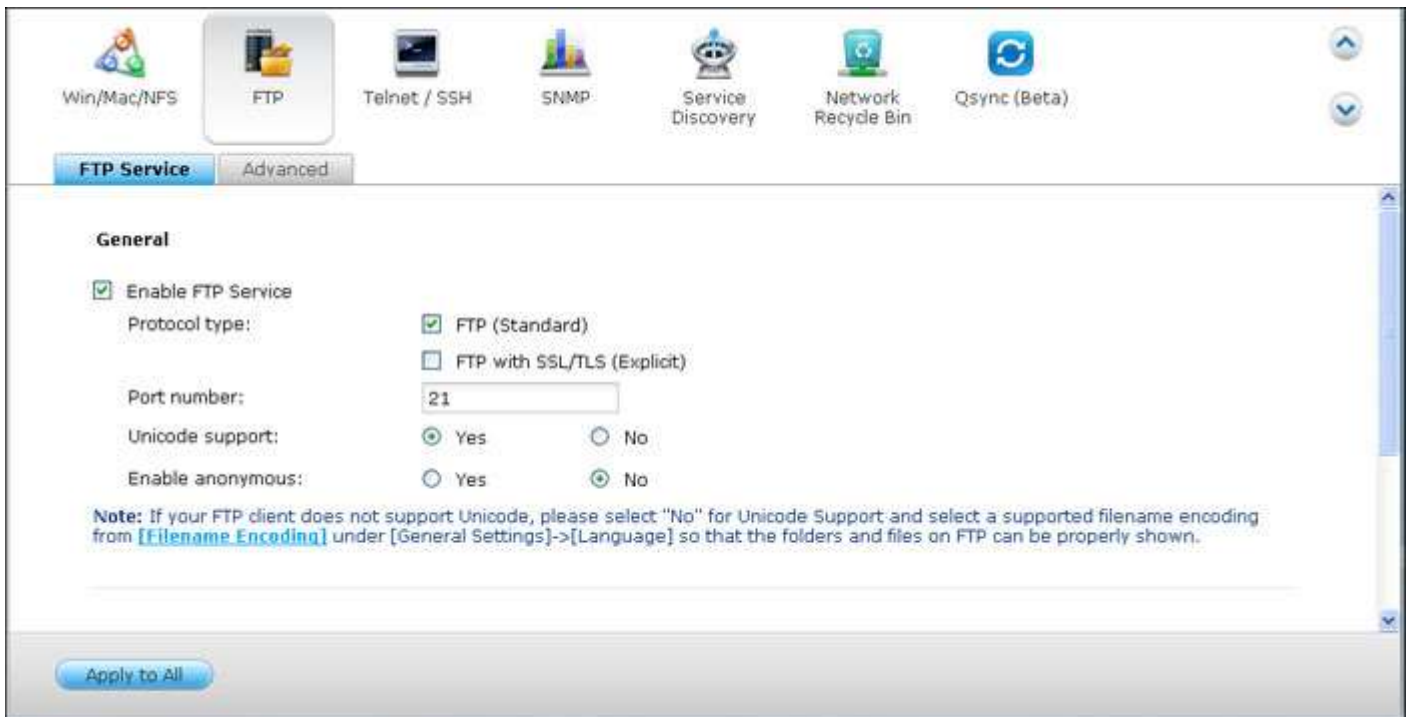 Win/Mac/NFS
FTP
Telnet / SSH
SNMP
Service
Discovery
Network
Recycle Bin
Qsync (Beta)
FTP Service
Advanced
General
Enable FTP Service
Protocol type:
FTP (Standard)
FTP with SSL/TLS (Explicit)
Port number:
21
Unicode support:
Yes
No
Enable anonymous:
Yes
No
Note: If your FTP client does not support Unicode, please select "No" for Unicode Support and select a supported filename encoding
from [Filename Encoding] under [General Settings]->[Language] so that the folders and files on FTP can be properly shown.
Apply to All